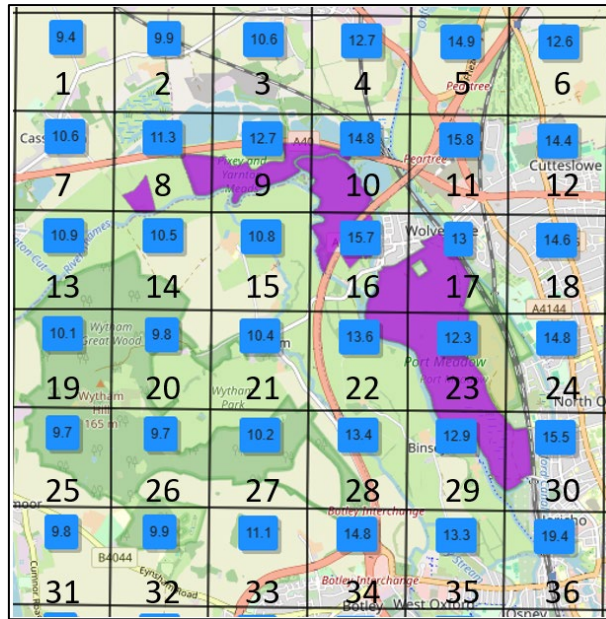 9.4 9.9 10.6 12.7 14.9 12.6
1 2 3 4 5 6
Peartree
10.6 11.3 12.7 14.8 15.8 14.4
A40
Pixey and
Yarnton
Peartree
Cutteslowe
7 8 9 10 11 12
10.9 10.5 10.8 15.7 13 14.6
River Thames
13 14 15 16 17 18
A4144
10.1 9.8 10.4 13.6 12.3 14.8
Wytham
Great Wood
Port Meadow
19 20 21 22 23 24
Wytham
Hill
165 m
Wytham
Park
9.7 9.7 10.2 13.4 12.9 15.5
25 26 27 28 29 30
Botley Interchange
9.8 9.9 11.1 14.8 13.3 19.4
B4044
Eynsham Road
31 32 33 34 35 36
Botley Interchange
Cumnor Road
Botley
West Oxford
Osney